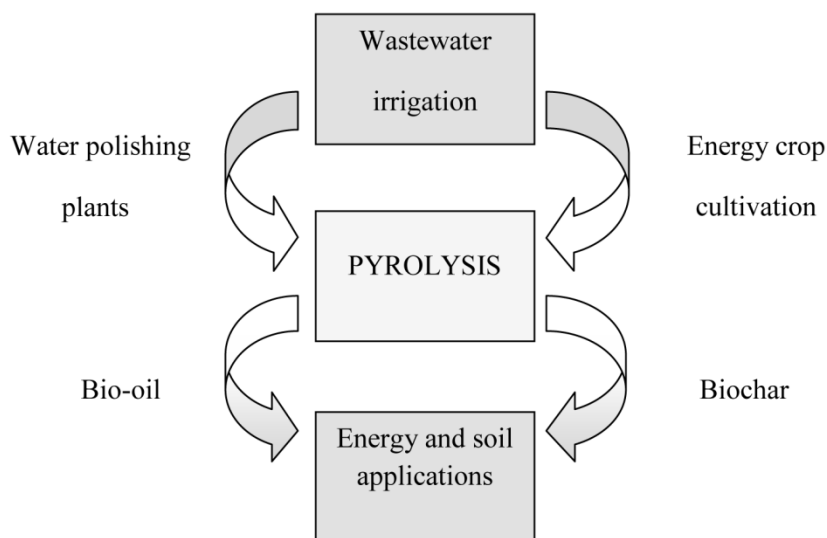 Wastewater
irrigation
Water polishing
plants
Energy crop
cultivation
PYROLYSIS
Bio-oil
Biochar
Energy and soil
applications